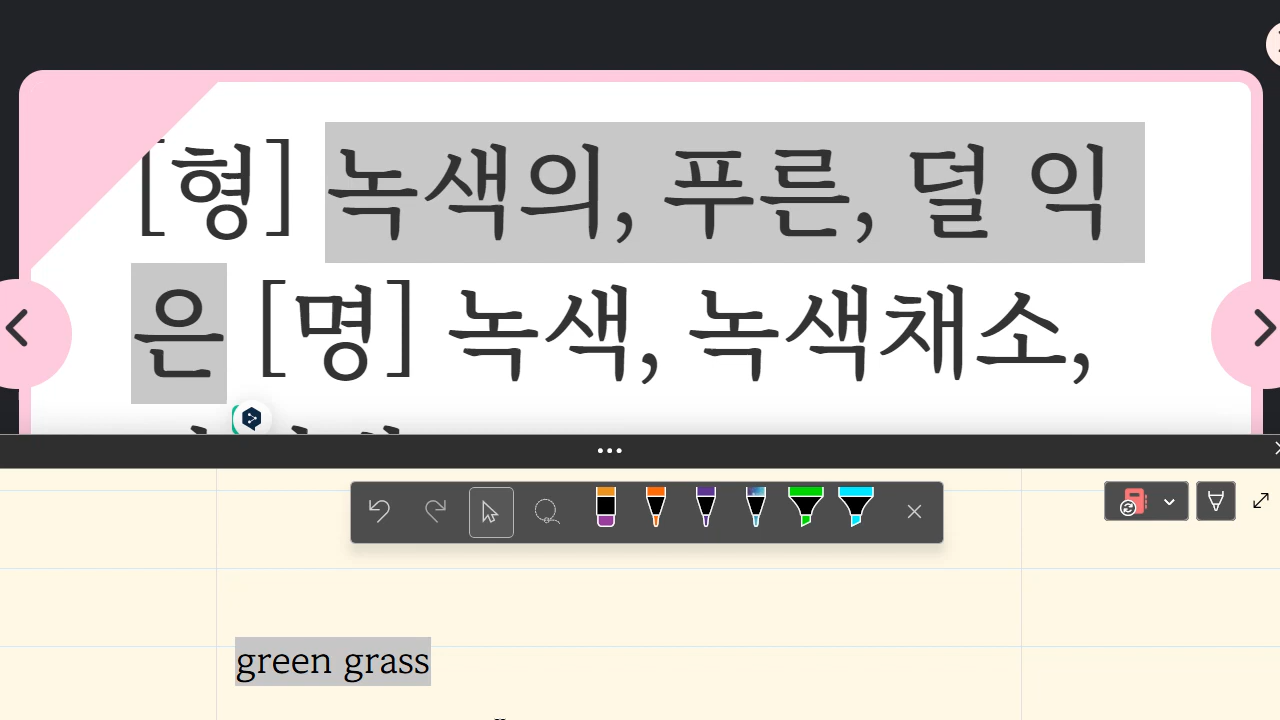 [형] 녹색의, 푸른, 덜 익
은 [명] 녹색, 녹색채소,
green grass